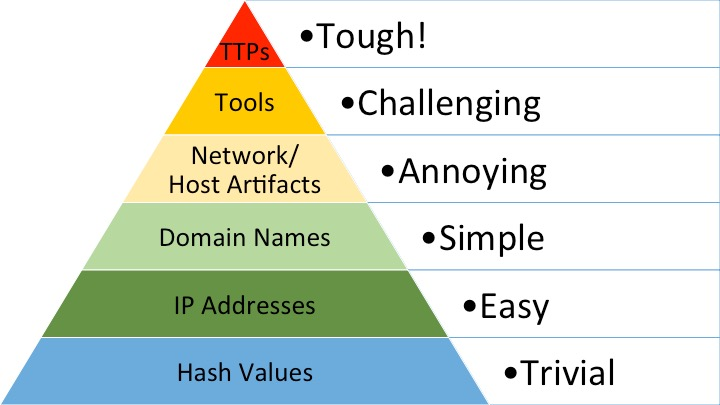 TTPs
•Tough!
Tools
•Challenging
Network/
Host Artifacts
•Annoying
Domain Names
•Simple
IP Addresses
•Easy
Hash Values
•Trivial